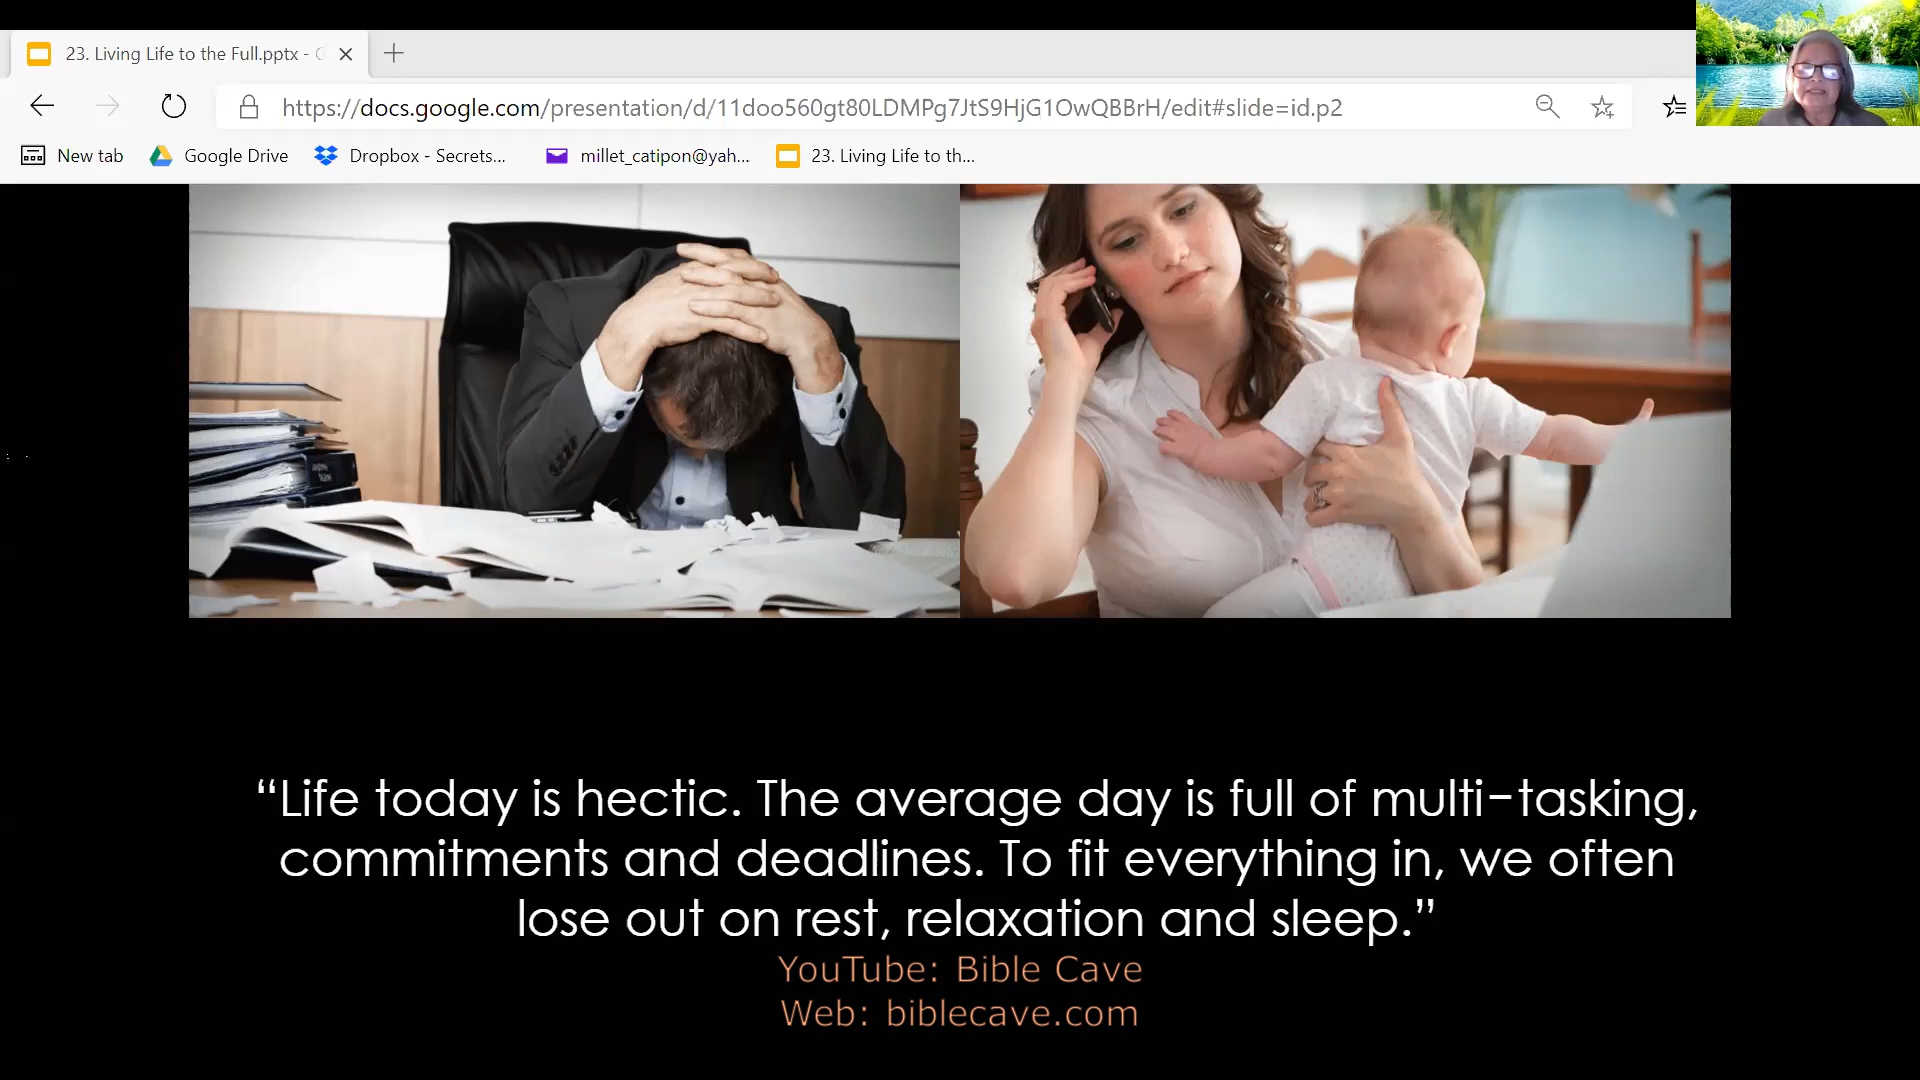 23. Living Life to the Full.pptx - G
https://docs.google.com/presentation/d/11doo560gt80LDMPg7JtS9HjG1OwQBBrH/edit#slide=id.p2
New tab
Google Drive
Dropbox - Secrets...
millet_catipon@yah...
23. Living Life to th...
“Life today is hectic. The average day is full of multi-tasking,
commitments and deadlines. To fit everything in, we often
lose out on rest, relaxation and sleep.”
YouTube: Bible Cave
Web: biblecave.com